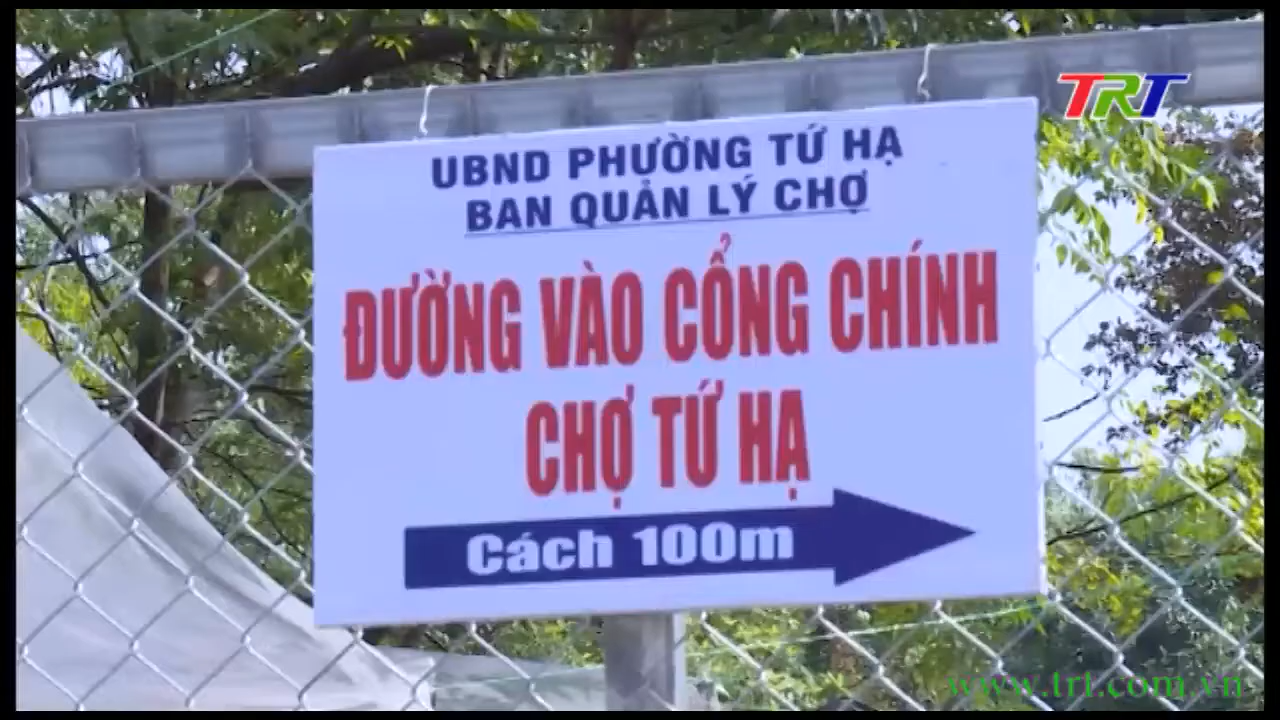 TRT
UBND PHƯỜNG TỨ HẠ
BAN QUẢN LÝ CHỢ
ĐƯỜNG VÀO CỔNG CHÍNH
CHỢ TỨ HẠ
Cách 100m
www.trt.com.vn